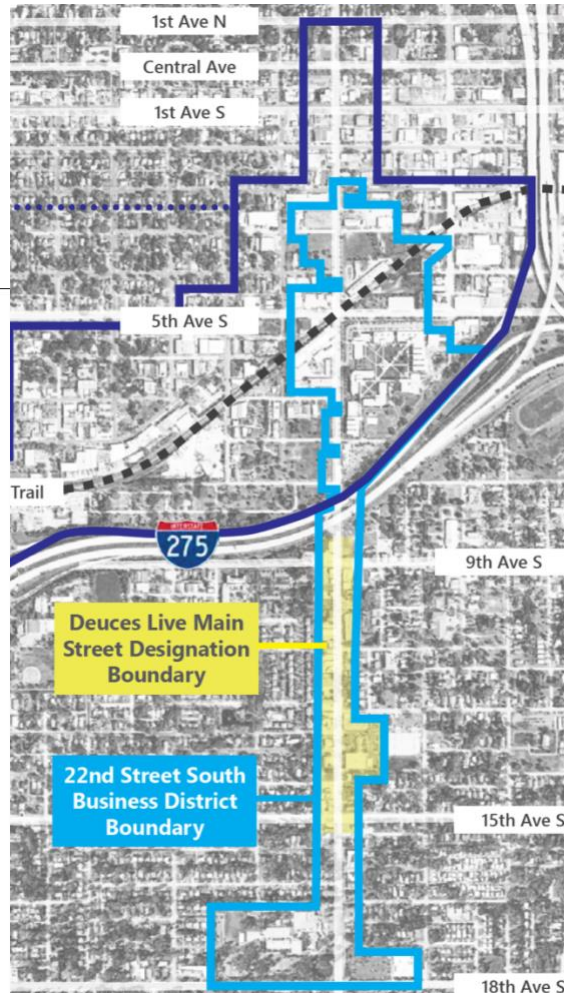 1st Ave N
Central Ave
1st Ave S
5th Ave S
Trail
INTERSTATE
275
9th Ave S
Deuces Live Main
Street Designation
Boundary
22nd Street South
Business District
Boundary
15th Ave S
18th Ave S